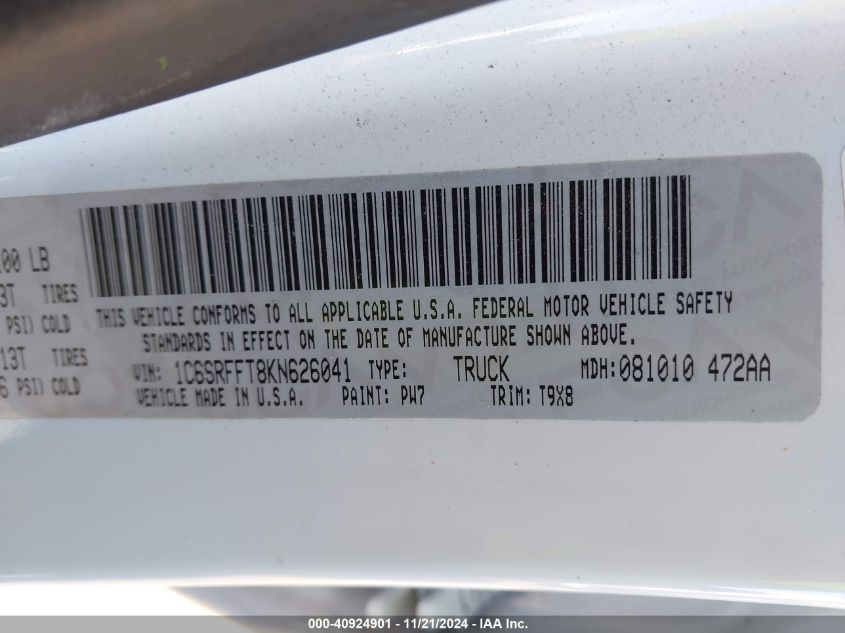 100 LB
3T TIRES
PSI) COLD
13T TIRES
6 PSI) COLD
THIS VEHICLE CONFORMS TO ALL APPLICABLE U.S.A. FEDERAL MOTOR VEHICLE SAFETY
STANDARDS IN EFFECT ON THE DATE OF MANUFACTURE SHOWN ABOVE.
VIN: 1C6SRFFT8KN626041 TYPE: TRUCK MDH:081010 472AA
VEHICLE MADE IN U.S.A. PAINT: PW7 TRIM: T9X8
000-40924901 - 11/21/2024 - IAA Inc.